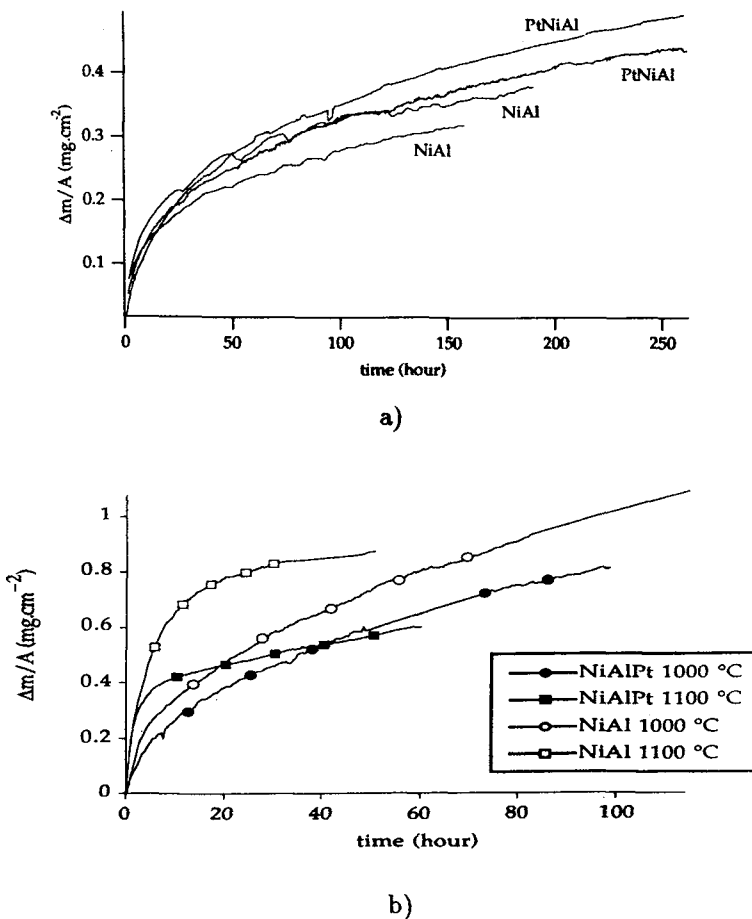 PtNiAl
PtNiAl
NiAl
NiAl
0.4
0.3
0.2
0.1
Δm/A (mg.cm²)
0 50 100 150 200 250
time (hour)
a)
1
0.8
0.6
0.4
0.2
0
Δm/A (mg.cm⁻²)
NiAlPt 1000 °C
NiAlPt 1100 °C
NiAl 1000 °C
NiAl 1100 °C
0 20 40 60 80 100
time (hour)
b)